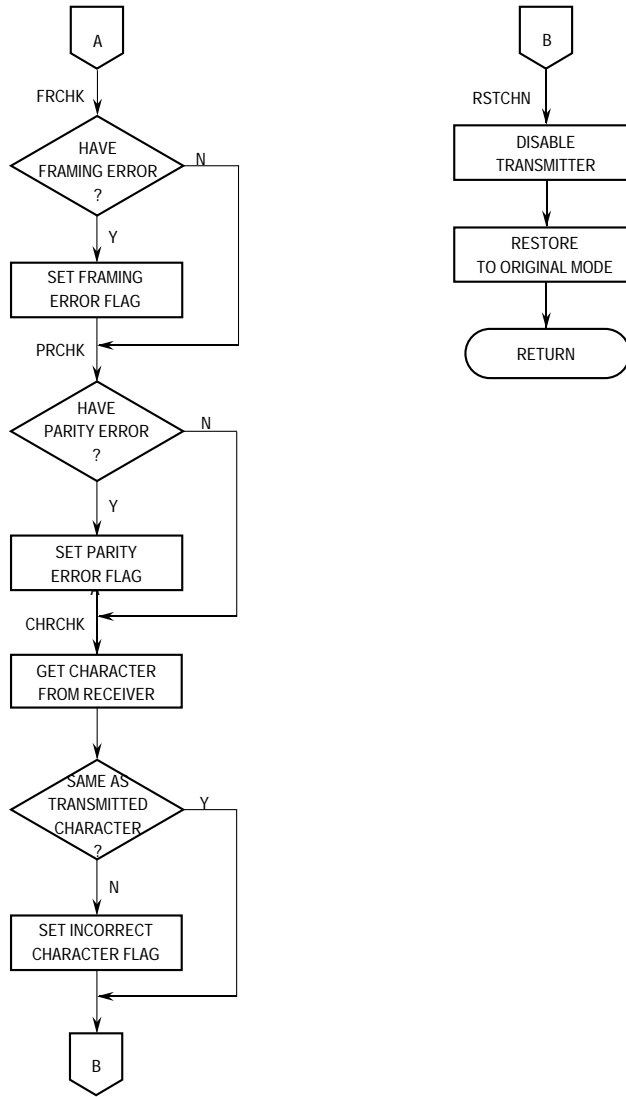 A
FRCHK
HAVE
FRAMING ERROR
?
N
Y
SET FRAMING
ERROR FLAG
PRCHK
HAVE
PARITY ERROR
?
N
Y
SET PARITY
ERROR FLAG
CHRCHK
GET CHARACTER
FROM RECEIVER
SAME AS
TRANSMITTED
CHARACTER
?
Y
N
SET INCORRECT
CHARACTER FLAG
B
B
RSTCHN
DISABLE
TRANSMITTER
RESTORE
TO ORIGINAL MODE
RETURN